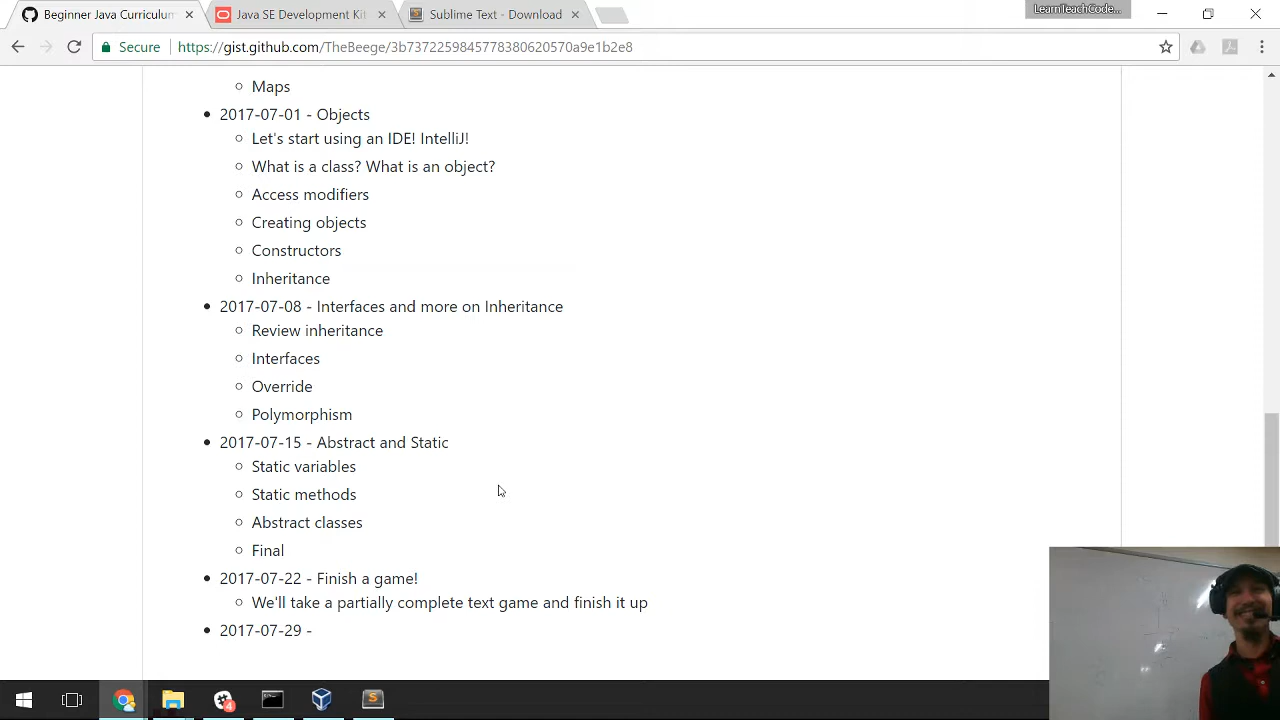 Beginner Java Curriculum
Java SE Development Ki
Sublime Text - Download
LearnTeachCode...
Secure
https://gist.github.com/TheBeege/3b7372259845778380620570a9e1b2e8
Maps
2017-07-01 - Objects
Let's start using an IDE! IntelliJ!
What is a class? What is an object?
Access modifiers
Creating objects
Constructors
Inheritance
2017-07-08 - Interfaces and more on Inheritance
Review inheritance
Interfaces
Override
Polymorphism
2017-07-15 - Abstract and Static
Static variables
Static methods
Abstract classes
Final
2017-07-22 - Finish a game!
We'll take a partially complete text game and finish it up
2017-07-29 -
4